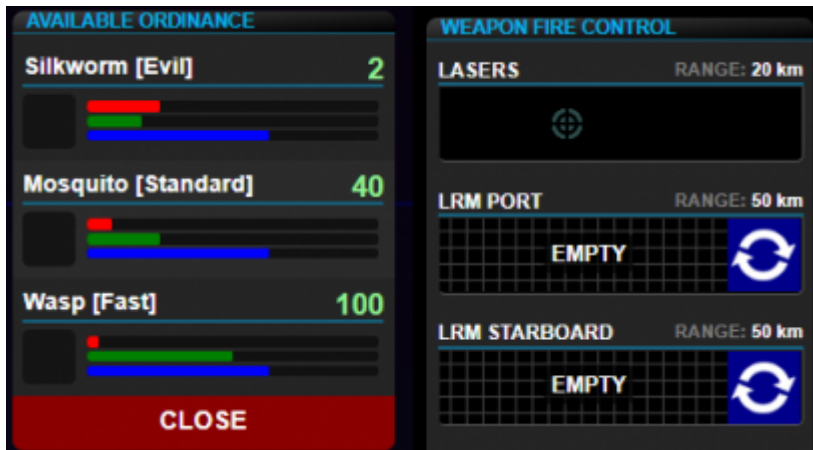 AVAILABLE ORDINANCE
Silkworm [Evil] 2
Mosquito [Standard] 40
Wasp [Fast] 100
CLOSE
WEAPON FIRE CONTROL
LASERS RANGE: 20 km
LRM PORT RANGE: 50 km
EMPTY
LRM STARBOARD RANGE: 50 km
EMPTY